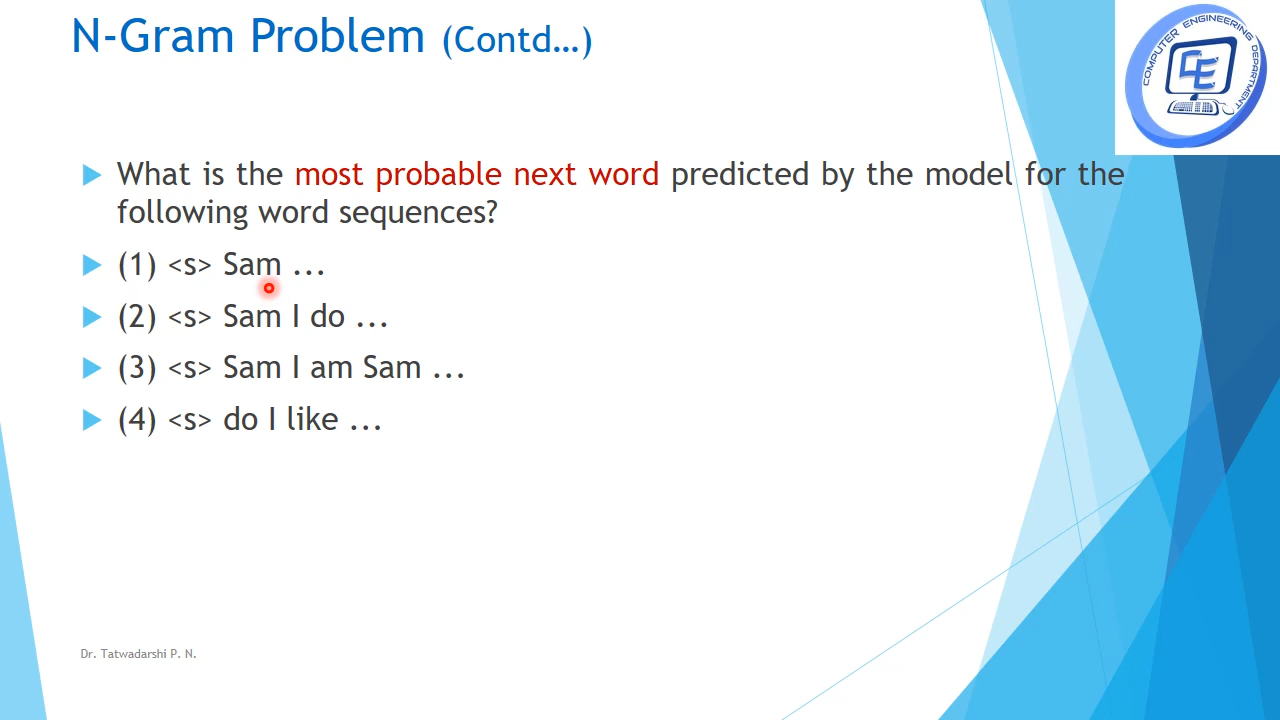 N-Gram Problem (Contd…)
COMPUTER ENGINEERING DEPARTMENT
CE
What is the most probable next word predicted by the model for the
following word sequences?
(1) <s> Sam ...
(2) <s> Sam I do ...
(3) <s> Sam I am Sam ...
(4) <s> do I like ...
Dr. Tatwadarshi P. N.